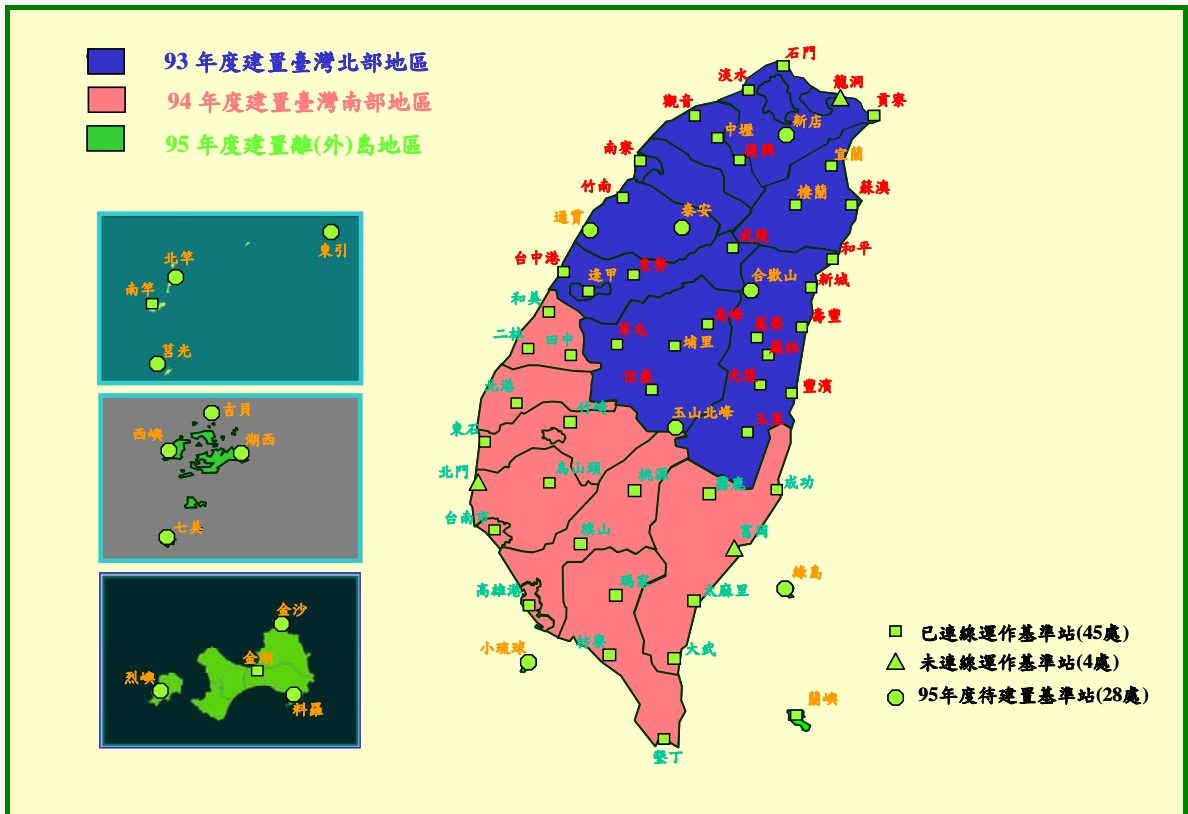 93 年度建置臺灣北部地區
94 年度建置臺灣南部地區
95 年度建置離(外)島地區
石門
淡水
龍洞
觀音
貢寮
中壢
新店
南寮
復興
宜蘭
竹南
樓蘭
蘇澳
通霄
泰安
武陵
和平
台中港
東勢
逢甲
合歡山
新城
和美
高峰
萬榮
壽豐
二林
田中
草屯
埔里
鳳林
信義
光復
豐濱
北港
竹崎
玉山北峰
玉里
東石
北門
烏山頭
桃源
霧鹿
成功
台南市
旗山
富岡
高雄港
瑪家
太麻里
綠島
小琉球
枋寮
大武
蘭嶼
墾丁
東引
北竿
南竿
莒光
吉貝
西嶼
湖西
七美
金沙
金湖
烈嶼
料羅
已連線運作基準站(45處)
未連線運作基準站(4處)
95年度待建置基準站(28處)